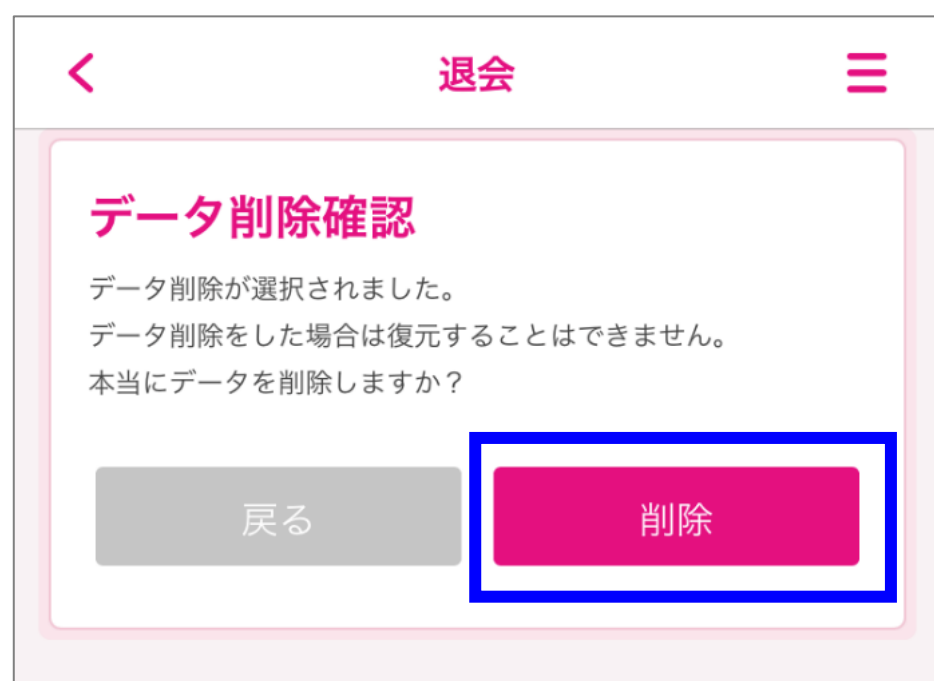 退会
データ削除確認
データ削除が選択されました。
データ削除をした場合は復元することはできません。
本当にデータを削除しますか？
戻る
削除